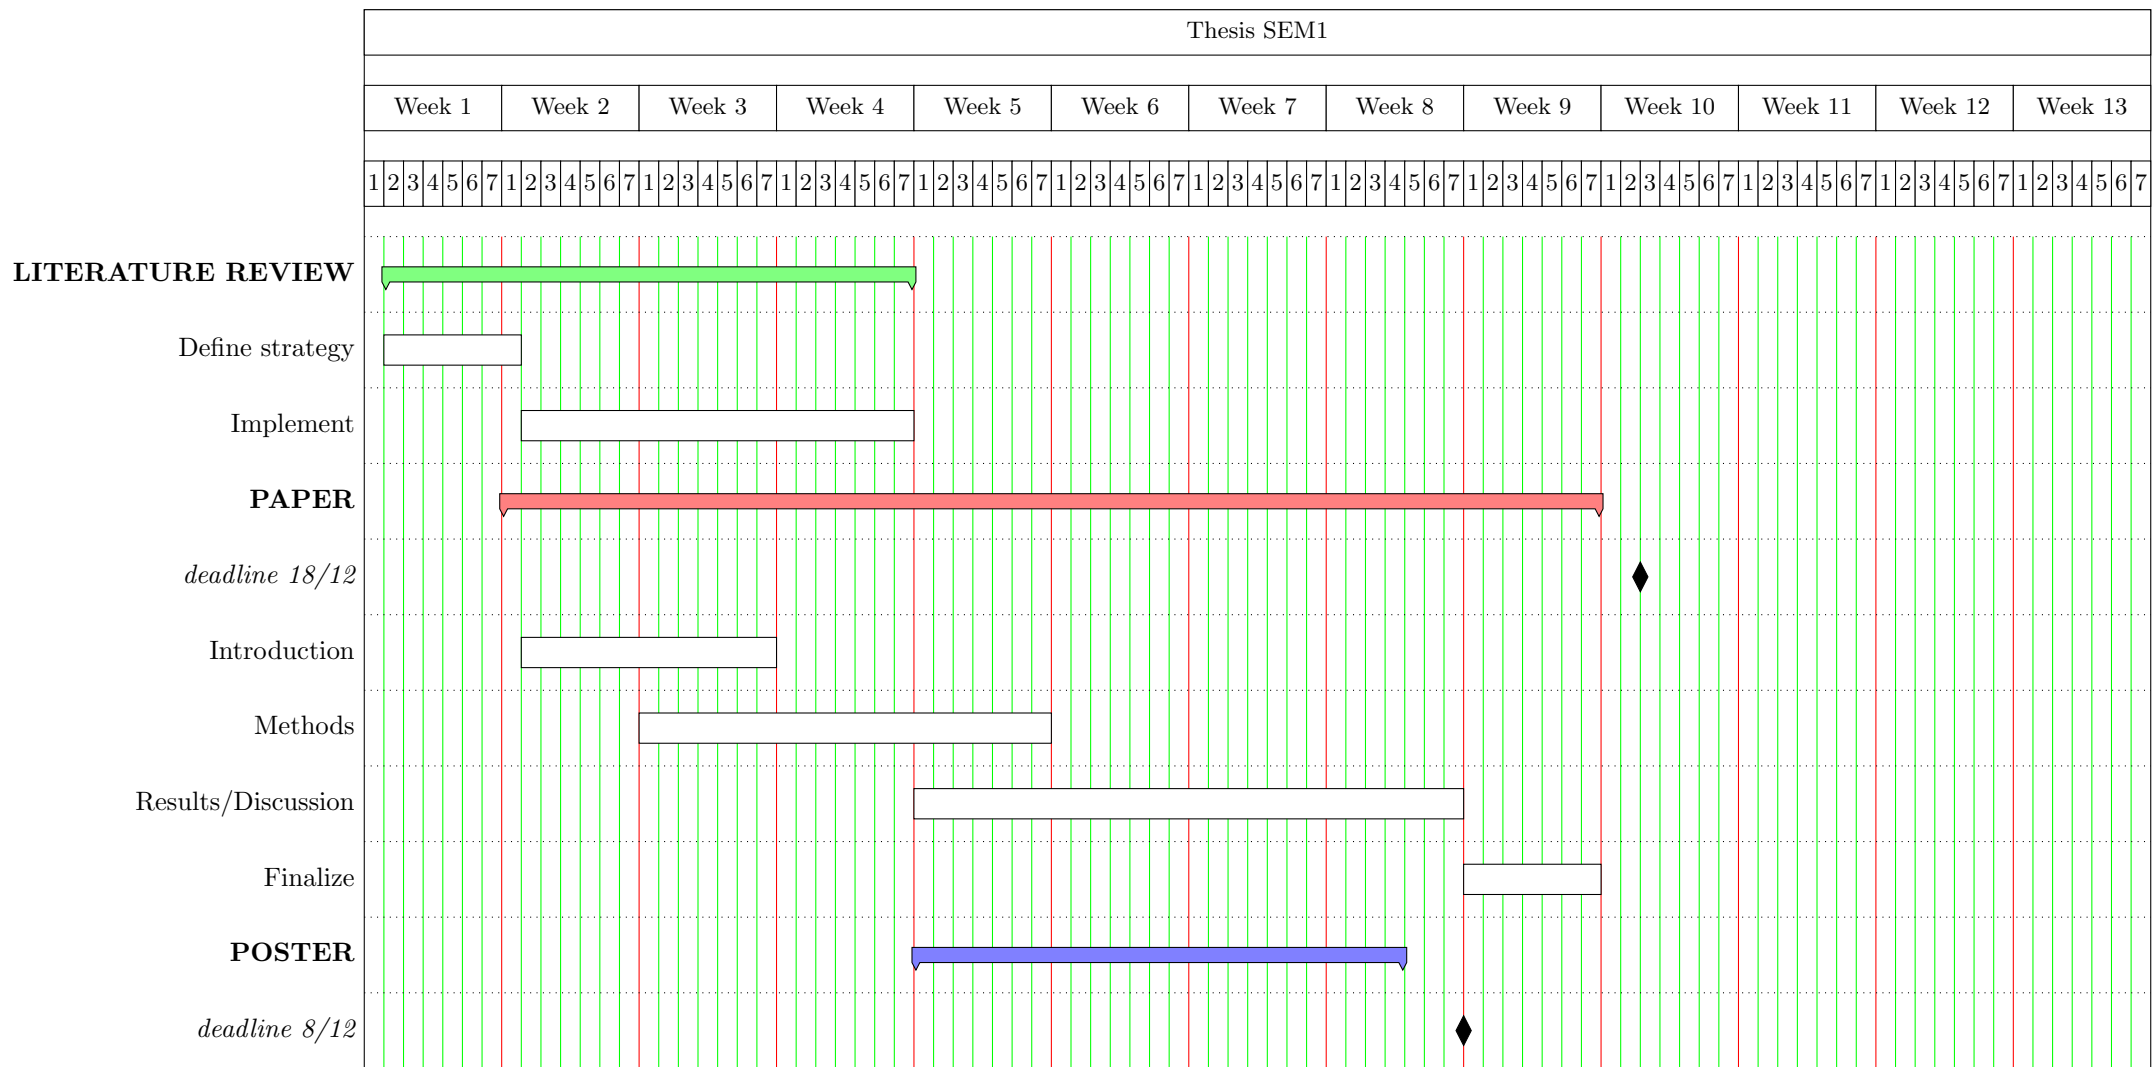 Thesis SEM1
Week 1 Week 2 Week 3 Week 4 Week 5 Week 6 Week 7 Week 8 Week 9 Week 10 Week 11 Week 12 Week 13
1 2 3 4 5 6 7 1 2 3 4 5 6 7 1 2 3 4 5 6 7 1 2 3 4 5 6 7 1 2 3 4 5 6 7 1 2 3 4 5 6 7 1 2 3 4 5 6 7 1 2 3 4 5 6 7 1 2 3 4 5 6 7 1 2 3 4 5 6 7 1 2 3 4 5 6 7 1 2 3 4 5 6 7 1 2 3 4 5 6 7
LITERATURE REVIEW
Define strategy
Implement
PAPER
deadline 18/12
Introduction
Methods
Results/Discussion
Finalize
POSTER
deadline 8/12